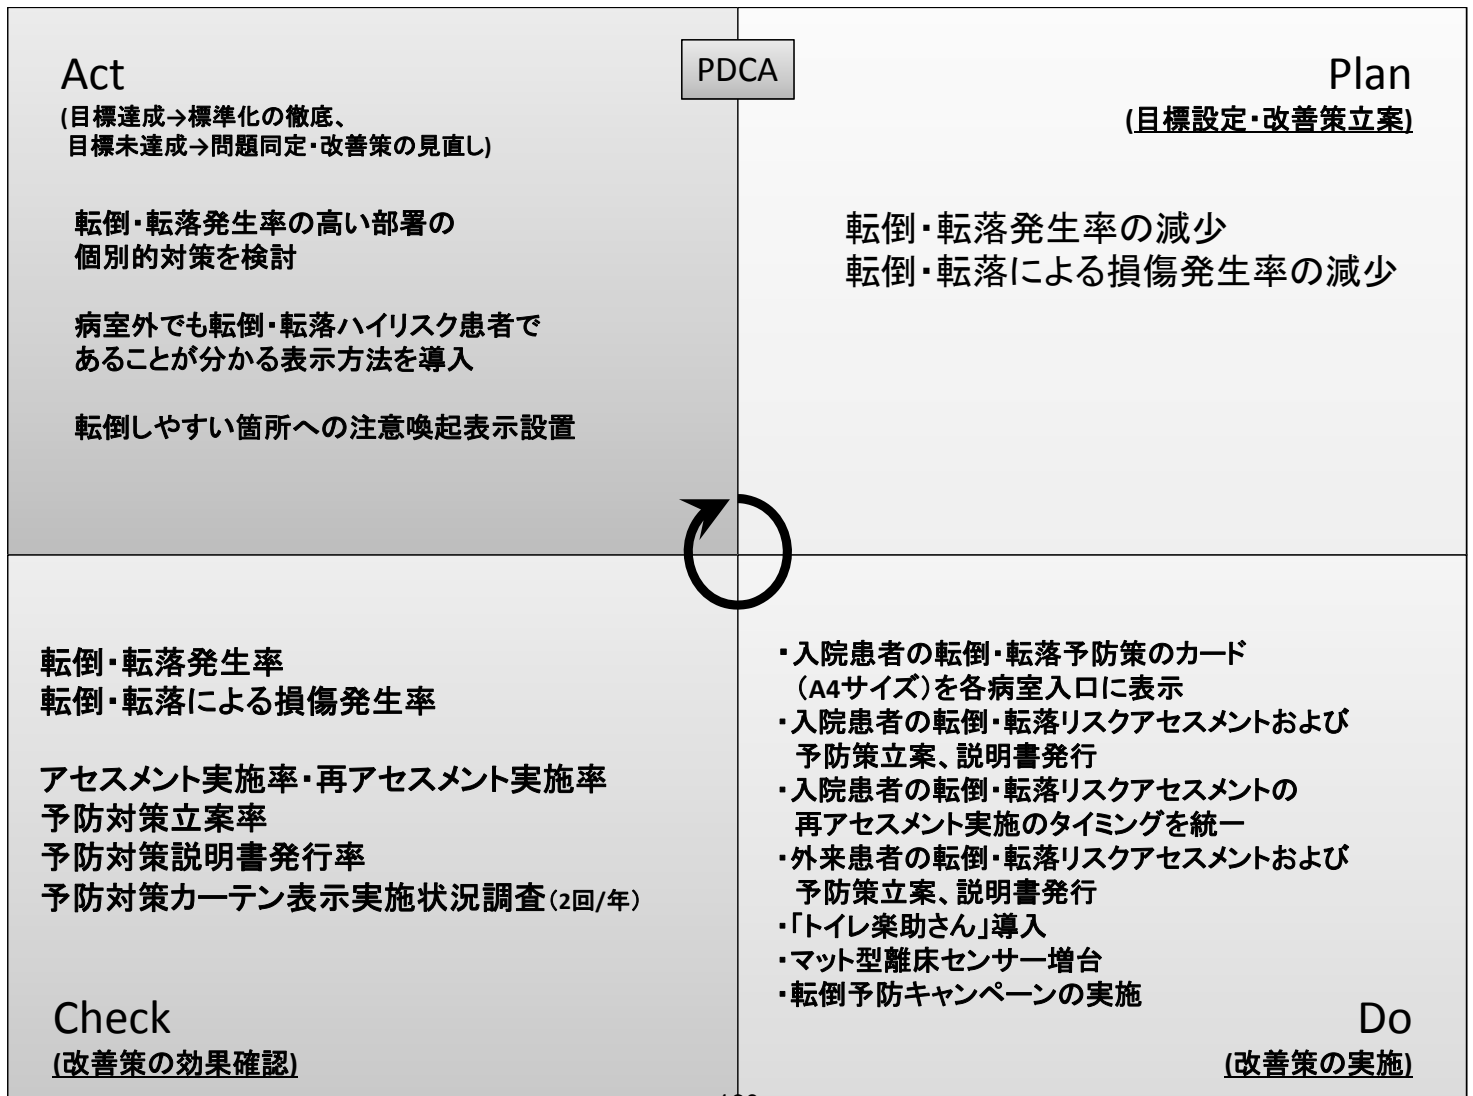 PDCA
Act
(目標達成→標準化の徹底、
目標未達成→問題同定・改善策の見直し)
転倒・転落発生率の高い部署の
個別的対策を検討
病室外でも転倒・転落ハイリスク患者で
あることが分かる表示方法を導入
転倒しやすい箇所への注意喚起表示設置
Plan
(目標設定・改善策立案)
転倒・転落発生率の減少
転倒・転落による損傷発生率の減少
転倒・転落発生率
転倒・転落による損傷発生率
アセスメント実施率・再アセスメント実施率
予防対策立案率
予防対策説明書発行率
予防対策カーテン表示実施状況調査（2回/年）
Check
(改善策の効果確認)
・入院患者の転倒・転落予防策のカード
（A4サイズ）を各病室入口に表示
・入院患者の転倒・転落リスクアセスメントおよび
予防策立案、説明書発行
・入院患者の転倒・転落リスクアセスメントの
再アセスメント実施のタイミングを統一
・外来患者の転倒・転落リスクアセスメントおよび
予防策立案、説明書発行
・「トイレ楽助さん」導入
・マット型離床センサー増台
・転倒予防キャンペーンの実施
Do
(改善策の実施)